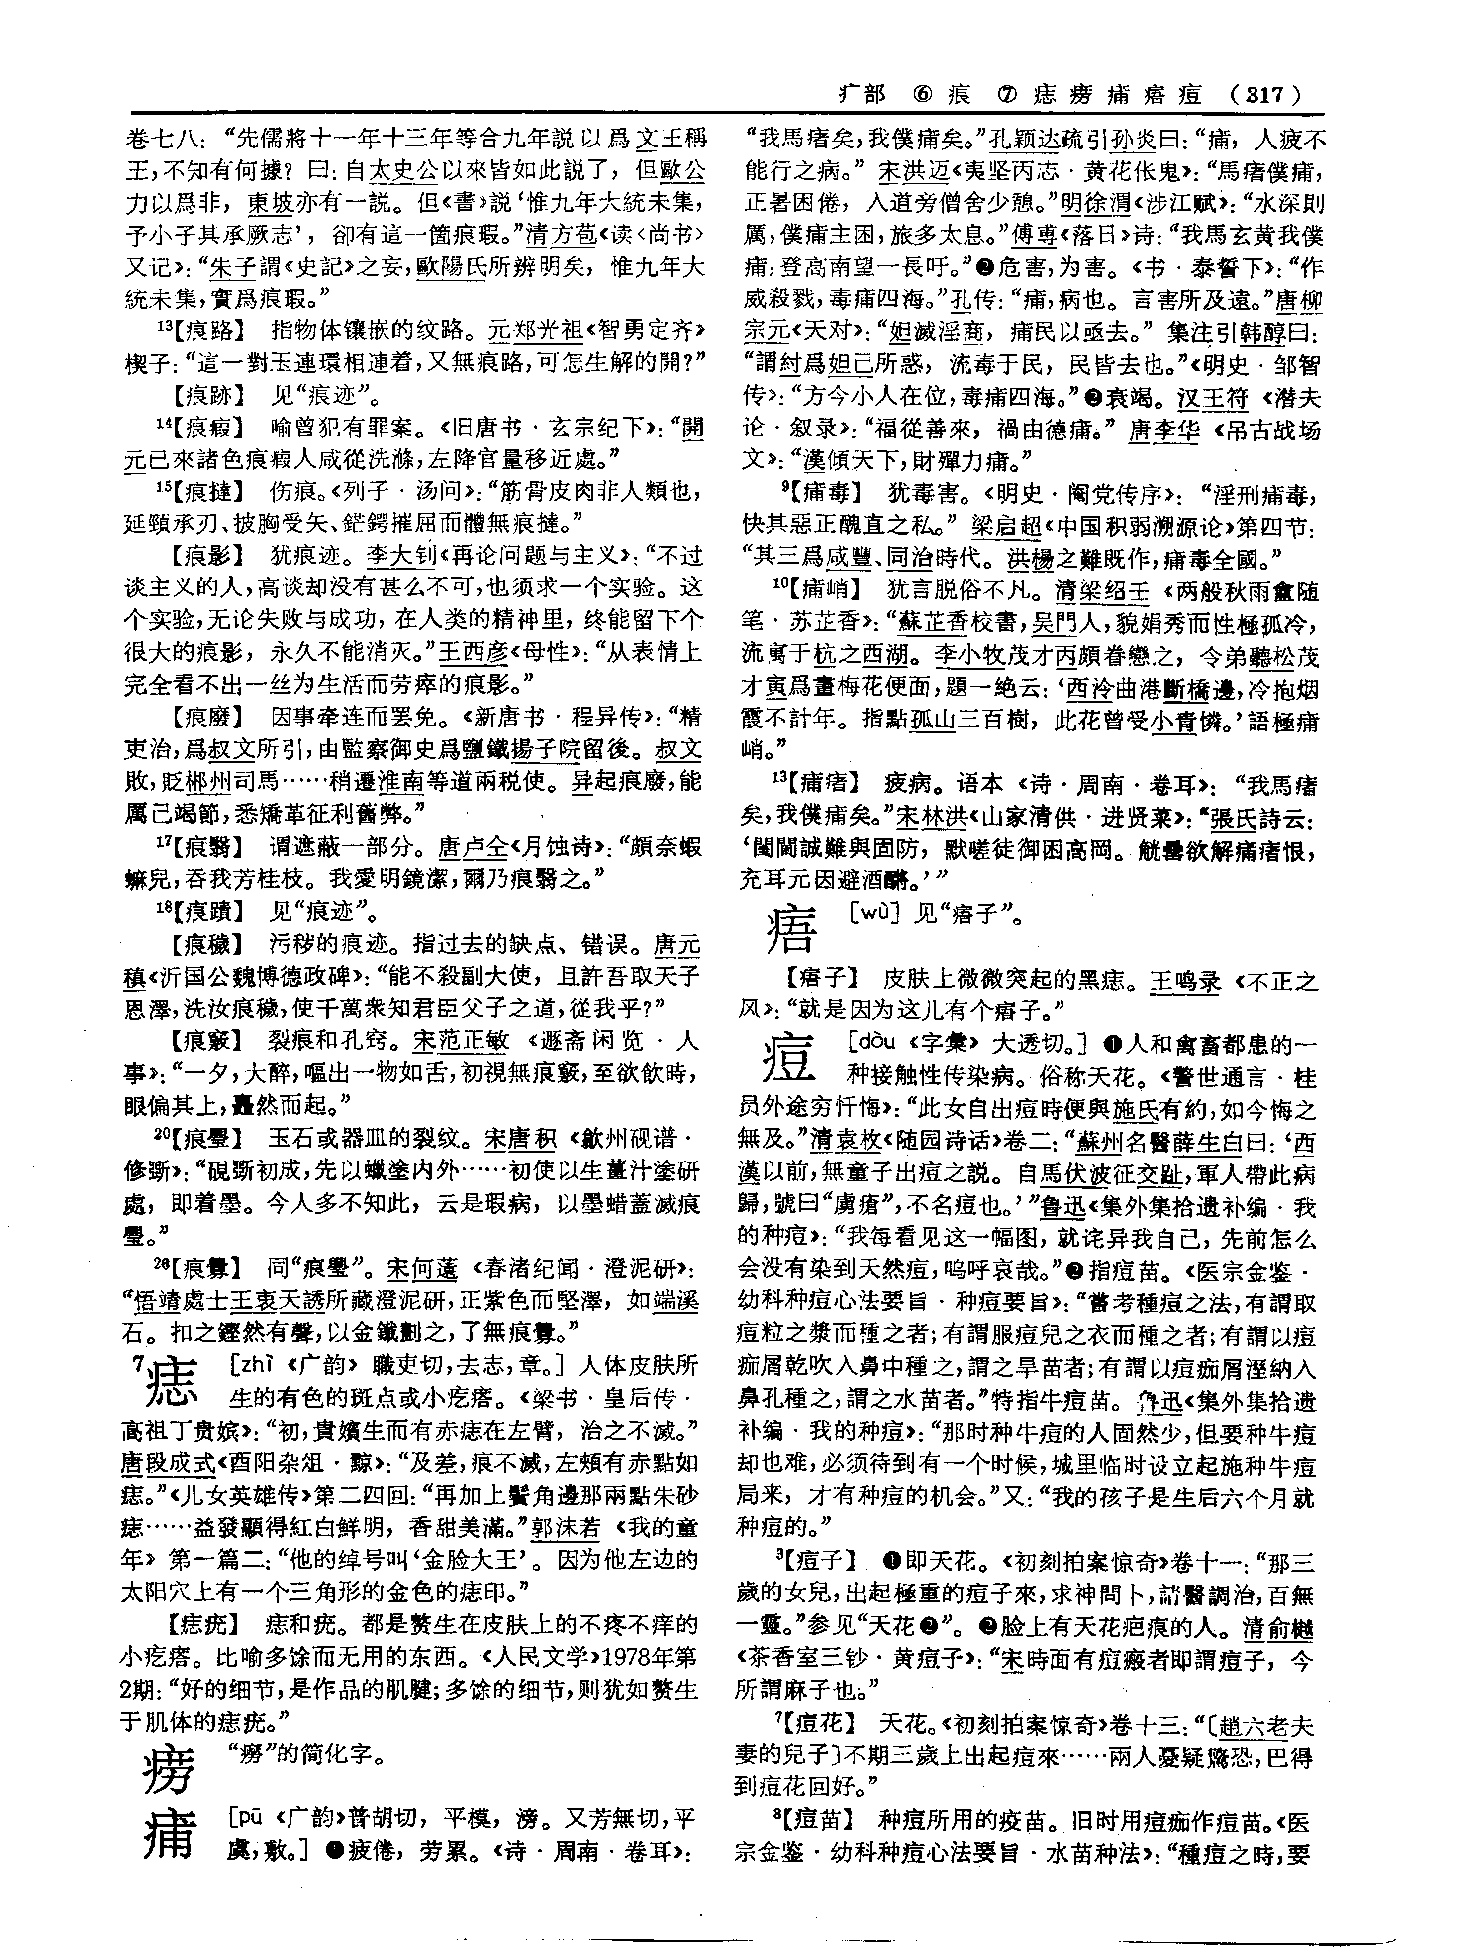 疒部 ⑥ 痕 ⑦ 痣 痨 痡 痦 痘 (317)
卷七八：“先儒將十一年十三年等合九年説以爲文王稱
王，不知有何據？曰：自太史公以來皆如此説了，但歐公
力以爲非，東坡亦有一説。但《書》説‘惟九年大統未集，
予小子其承厥志’，卻有這一箇痕瑕。”清方苞《读〈尚书〉
又记》：“朱子謂《史記》之妄，歐陽氏所辨明矣，惟九年大
統未集，實爲痕瑕。”
13【痕路】 指物体镶嵌的纹路。元郑光祖《智勇定齐》
楔子：“這一對玉連環相連着，又無痕路，可怎生解的開？”
【痕跡】 见“痕迹”。
14【痕瘕】 喻曾犯有罪案。《旧唐书·玄宗纪下》：“開
元已來諸色痕瘕人咸從洗滌，左降官量移近處。”
15【痕撻】 伤痕。《列子·汤问》：“筋骨皮肉非人類也，
延頸承刃、披胸受矢、鋩鍔摧屈而體無痕撻。”
【痕影】 犹痕迹。李大钊《再论问题与主义》：“不过
谈主义的人，高谈却没有甚么不可，也须求一个实验。这
个实验，无论失败与成功，在人类的精神里，终能留下个
很大的痕影，永久不能消灭。”王西彦《母性》：“从表情上
完全看不出一丝为生活而劳瘁的痕影。”
【痕廢】 因事牵连而罢免。《新唐书·程异传》：“精
吏治，爲叔文所引，由監察御史爲鹽鐵揚子院留後。叔文
敗，貶郴州司馬……稍遷淮南等道兩税使。异起痕廢，能
厲己竭節，悉矯革征利舊弊。”
17【痕翳】 谓遮蔽一部分。唐卢仝《月蚀诗》：“頗奈蝦
蟆兒，吞我芳桂枝。我愛明鏡潔，爾乃痕翳之。”
18【痕蹟】 见“痕迹”。
【痕穢】 污秽的痕迹。指过去的缺点、错误。唐元
稹《沂国公魏博德政碑》：“能不殺副大使，且許吾取天子
恩澤，洗汝痕穢，使千萬衆知君臣父子之道，從我乎？”
【痕竅】 裂痕和孔窍。宋范正敏《遯斋闲览·人
事》：“一夕，大醉，嘔出一物如舌，初視無痕竅，至欲飲時，
眼偏其上，矗然而起。”
20【痕璺】 玉石或器皿的裂纹。宋唐积《歙州砚谱·
修斲》：“硯斲初成，先以蠟塗内外……初使以生薑汁塗研
處，即着墨。今人多不知此，云是瑕病，以墨蜡蓋滅痕
璺。”
26【痕釁】 同“痕璺”。宋何薳《春渚纪闻·澄泥研》：
“悟靖處士王衷天誘所藏澄泥研，正紫色而堅澤，如端溪
石。扣之鏗然有聲，以金鐵劃之，了無痕釁。”
7痣 [zhì《广韵》職吏切，去志，章。] 人体皮肤所
生的有色的斑点或小疙瘩。《梁书·皇后传·
高祖丁贵嫔》：“初，貴嬪生而有赤痣在左臂，治之不滅。”
唐段成式《酉阳杂俎·黥》：“及差，痕不滅，左頰有赤點如
痣。”《儿女英雄传》第二四回：“再加上鬢角邊那兩點朱砂
痣……益發顯得紅白鮮明，香甜美滿。”郭沫若《我的童
年》第一篇二：“他的绰号叫‘金脸大王’。因为他左边的
太阳穴上有一个三角形的金色的痣印。”
【痣疣】 痣和疣。都是赘生在皮肤上的不疼不痒的
小疙瘩。比喻多馀而无用的东西。《人民文学》1978年第
2期：“好的细节，是作品的肌腱；多馀的细节，则犹如赘生
于肌体的痣疣。”
痨 “癆”的简化字。
痡 [pū《广韵》普胡切，平模，滂。又芳無切，平
虞，敷。] ❶疲倦，劳累。《诗·周南·卷耳》：
“我馬瘏矣，我僕痡矣。”孔颖达疏引孙炎曰：“痡，人疲不
能行之病。”宋洪迈《夷坚丙志·黄花伥鬼》：“馬瘏僕痡，
正暑困倦，入道旁僧舍少憩。”明徐渭《涉江赋》：“水深則
厲，僕痡主困，旅多太息。”傅尃《落日》诗：“我馬玄黄我僕
痡，登高南望一長吁。”❷危害，为害。《书·泰誓下》：“作
威殺戮，毒痡四海。”孔传：“痡，病也。言害所及遠。”唐柳
宗元《天对》：“妲滅淫商，痡民以亟去。”集注引韩醇曰：
“謂紂爲妲己所惑，流毒于民，民皆去也。”《明史·邹智
传》：“方今小人在位，毒痡四海。”❷衰竭。汉王符《潜夫
论·叙录》：“福從善來，禍由德痡。”唐李华《吊古战场
文》：“漢傾天下，財殫力痡。”
9【痡毒】 犹毒害。《明史·阉党传序》：“淫刑痡毒，
快其惡正醜直之私。”梁启超《中国积弱溯源论》第四节：
“其三爲咸豐、同治時代。洪楊之難既作，痡毒全國。”
10【痡峭】 犹言脱俗不凡。清梁绍壬《两般秋雨盦随
笔·苏芷香》：“蘇芷香校書，吴門人，貌娟秀而性極孤冷，
流寓于杭之西湖。李小牧茂才丙頗眷戀之，令弟聽松茂
才寅爲畫梅花便面，題一絶云：‘西泠曲港斷橋邊，冷抱烟
霞不計年。指點孤山三百樹，此花曾受小青憐。’語極痡
峭。”
13【痡瘏】 疲病。语本《诗·周南·卷耳》：“我馬瘏
矣，我僕痡矣。”宋林洪《山家清供·进贤菜》：“張氏詩云：
‘閨閫誠難與固防，默嗟徒御困高岡。觥罍欲解痡瘏恨，
充耳元因避酒醑。’”
痦 [wù] 见“痦子”。
【痦子】 皮肤上微微突起的黑痣。王鸣录《不正之
风》：“就是因为这儿有个痦子。”
痘 [dòu《字彙》大透切。] ❶人和禽畜都患的一
种接触性传染病。俗称天花。《警世通言·桂
员外途穷忏悔》：“此女自出痘時便與施氏有約，如今悔之
無及。”清袁枚《随园诗话》卷二：“蘇州名醫薛生白曰：‘西
漢以前，無童子出痘之説。自馬伏波征交趾，軍人帶此病
歸，號曰“虜瘡”，不名痘也。’”鲁迅《集外集拾遗补编·我
的种痘》：“我每看见这一幅图，就诧异我自己，先前怎么
会没有染到天然痘，呜呼哀哉。”❷指痘苗。《医宗金鉴·
幼科种痘心法要旨·种痘要旨》：“嘗考種痘之法，有謂取
痘粒之漿而種之者；有謂服痘兒之衣而種之者；有謂以痘
痂屑乾吹入鼻中種之，謂之旱苗者；有謂以痘痂屑溼納入
鼻孔種之，謂之水苗者。”特指牛痘苗。鲁迅《集外集拾遗
补编·我的种痘》：“那时种牛痘的人固然少，但要种牛痘
却也难，必须待到有一个时候，城里临时设立起施种牛痘
局来，才有种痘的机会。”又：“我的孩子是生后六个月就
种痘的。”
3【痘子】 ❶即天花。《初刻拍案惊奇》卷十一：“那三
歲的女兒，出起極重的痘子來，求神問卜，請醫調治，百無
一靈。”参见“天花❷”。❷脸上有天花疤痕的人。清俞樾
《茶香室三钞·黄痘子》：“宋時面有痘瘢者即謂痘子，今
所謂麻子也。”
7【痘花】 天花。《初刻拍案惊奇》卷十三：“〔趙六老夫
妻的兒子〕不期三歲上出起痘來……兩人憂疑驚恐，巴得
到痘花回好。”
8【痘苗】 种痘所用的疫苗。旧时用痘痂作痘苗。《医
宗金鉴·幼科种痘心法要旨·水苗种法》：“種痘之時，要